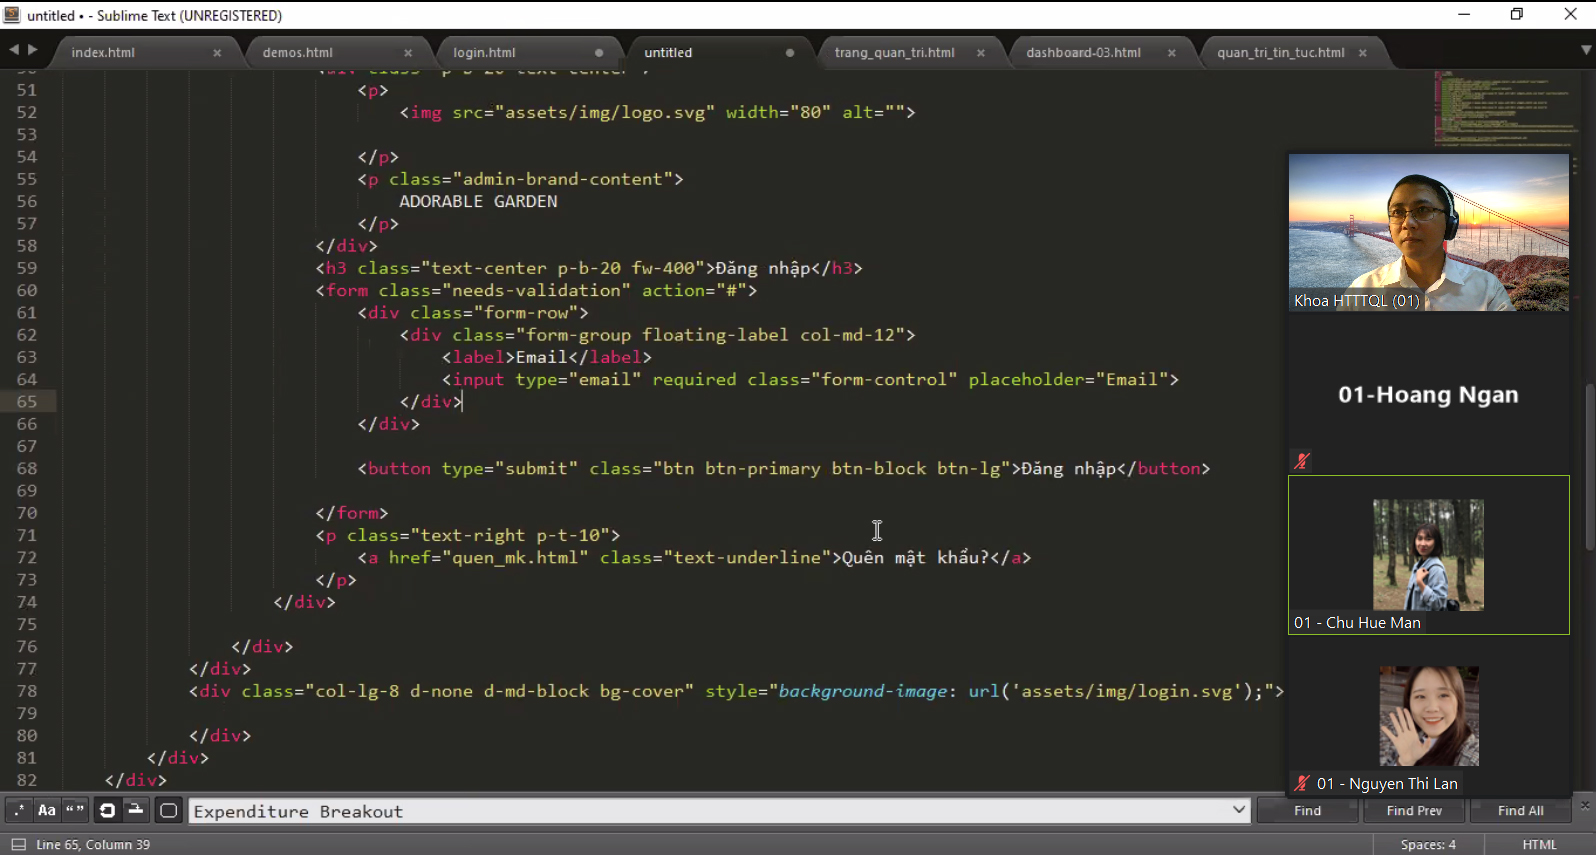 untitled • - Sublime Text (UNREGISTERED)
index.html
demos.html
login.html
untitled
trang_quan_tri.html
dashboard-03.html
quan_tri_tin_tuc.html
51 <p>
52 <img src="assets/img/logo.svg" width="80" alt="">
53
54 </p>
55 <p class="admin-brand-content">
56 ADORABLE GARDEN
57 </p>
58 </div>
59 <h3 class="text-center p-b-20 fw-400">Đăng nhập</h3>
60 <form class="needs-validation" action="#">
61 <div class="form-row">
62 <div class="form-group floating-label col-md-12">
63 <label>Email</label>
64 <input type="email" required class="form-control" placeholder="Email">
65 </div>
66 </div>
67
68 <button type="submit" class="btn btn-primary btn-block btn-lg">Đăng nhập</button>
69
70 </form>
71 <p class="text-right p-t-10">
72 <a href="quen_mk.html" class="text-underline">Quên mật khẩu?</a>
73 </p>
74 </div>
75
76 </div>
77 </div>
78 <div class="col-lg-8 d-none d-md-block bg-cover" style="background-image: url('assets/img/login.svg');">
79
80 </div>
81 </div>
82 </div>
Khoa HTTTQL (01)
01-Hoang Ngan
01 - Chu Hue Man
01 - Nguyen Thi Lan
.* Aa “”
Expenditure Breakout
Find
Find Prev
Find All
Line 65, Column 39
Spaces: 4
HTML